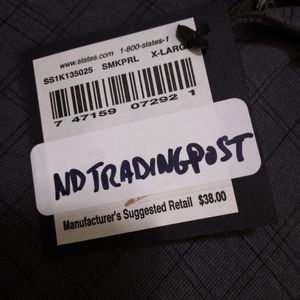 www.slates.com 1-800-slates-1
SS1K135025 SMKPRL X-LARG
7 47159 07292 1
NDTRADINGPOST
Manufacturer's Suggested Retail $38.00